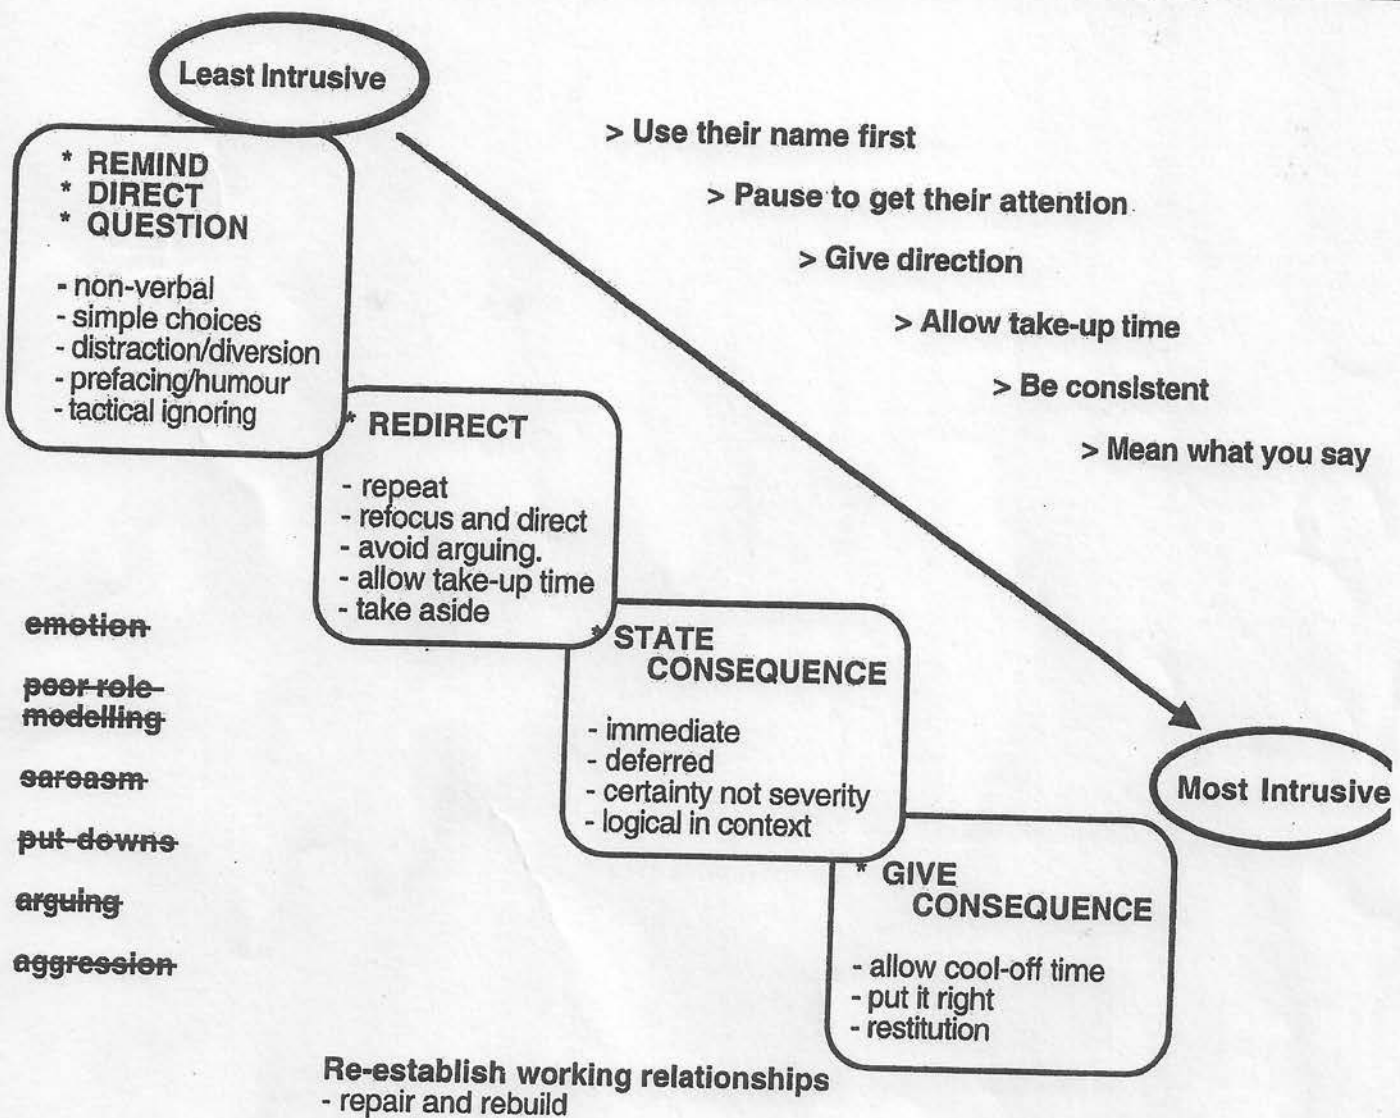 Least Intrusive
* REMIND
* DIRECT
* QUESTION
- non-verbal
- simple choices
- distraction/diversion
- prefacing/humour
- tactical ignoring
> Use their name first
> Pause to get their attention
> Give direction
> Allow take-up time
> Be consistent
> Mean what you say
* REDIRECT
- repeat
- refocus and direct
- avoid arguing.
- allow take-up time
- take aside
* STATE
CONSEQUENCE
- immediate
- deferred
- certainty not severity
- logical in context
Most Intrusive
* GIVE
CONSEQUENCE
- allow cool-off time
- put it right
- restitution
emotion
poor role-
modelling
sarcasm
put-downs
arguing
aggression
Re-establish working relationships
- repair and rebuild